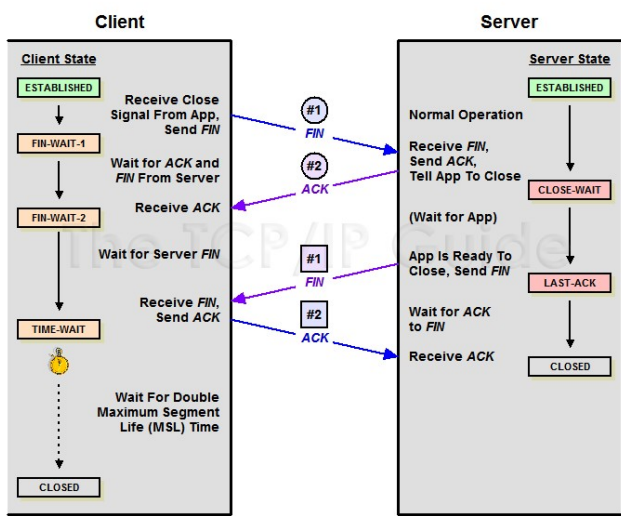 Client
Server
Client State
ESTABLISHED
Receive Close
Signal From App,
Send FIN
FIN-WAIT-1
Wait for ACK and
FIN From Server
Receive ACK
FIN-WAIT-2
Wait for Server FIN
Receive FIN,
Send ACK
TIME-WAIT
Wait For Double
Maximum Segment
Life (MSL) Time
CLOSED
#1
FIN
#2
ACK
#1
FIN
#2
ACK
The TCP/IP Guide
Server State
ESTABLISHED
Normal Operation
Receive FIN,
Send ACK,
Tell App To Close
CLOSE-WAIT
(Wait for App)
App Is Ready To
Close, Send FIN
LAST-ACK
Wait for ACK
to FIN
Receive ACK
CLOSED